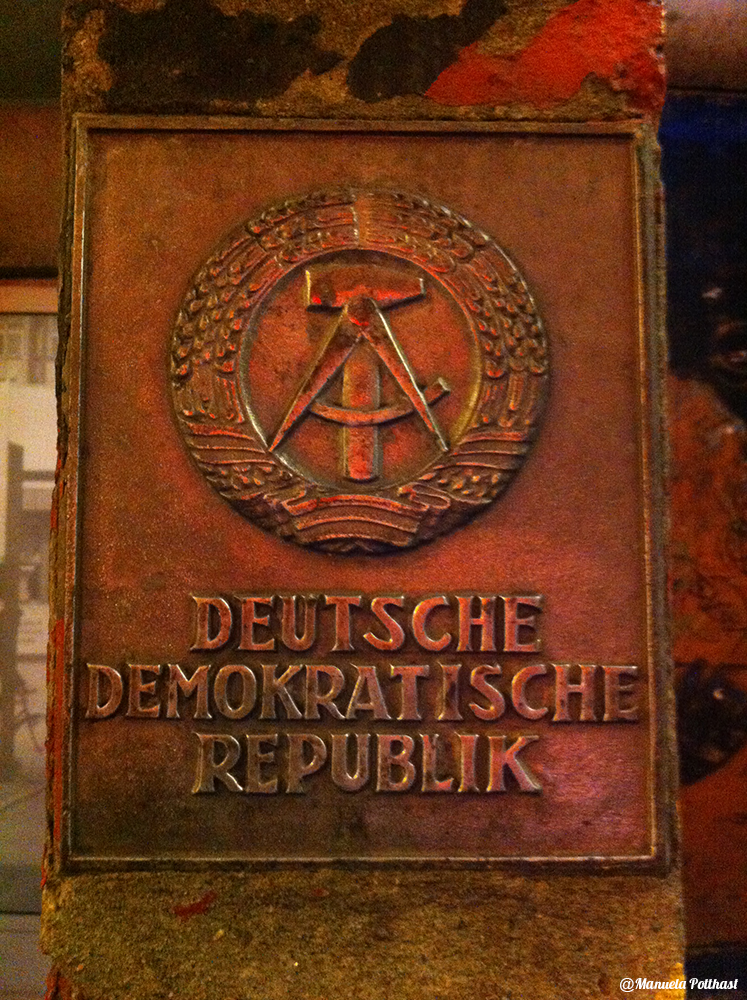 DEUTSCHE
DEMOKRATISCHE
REPUBLIK
@Manuela Potthast